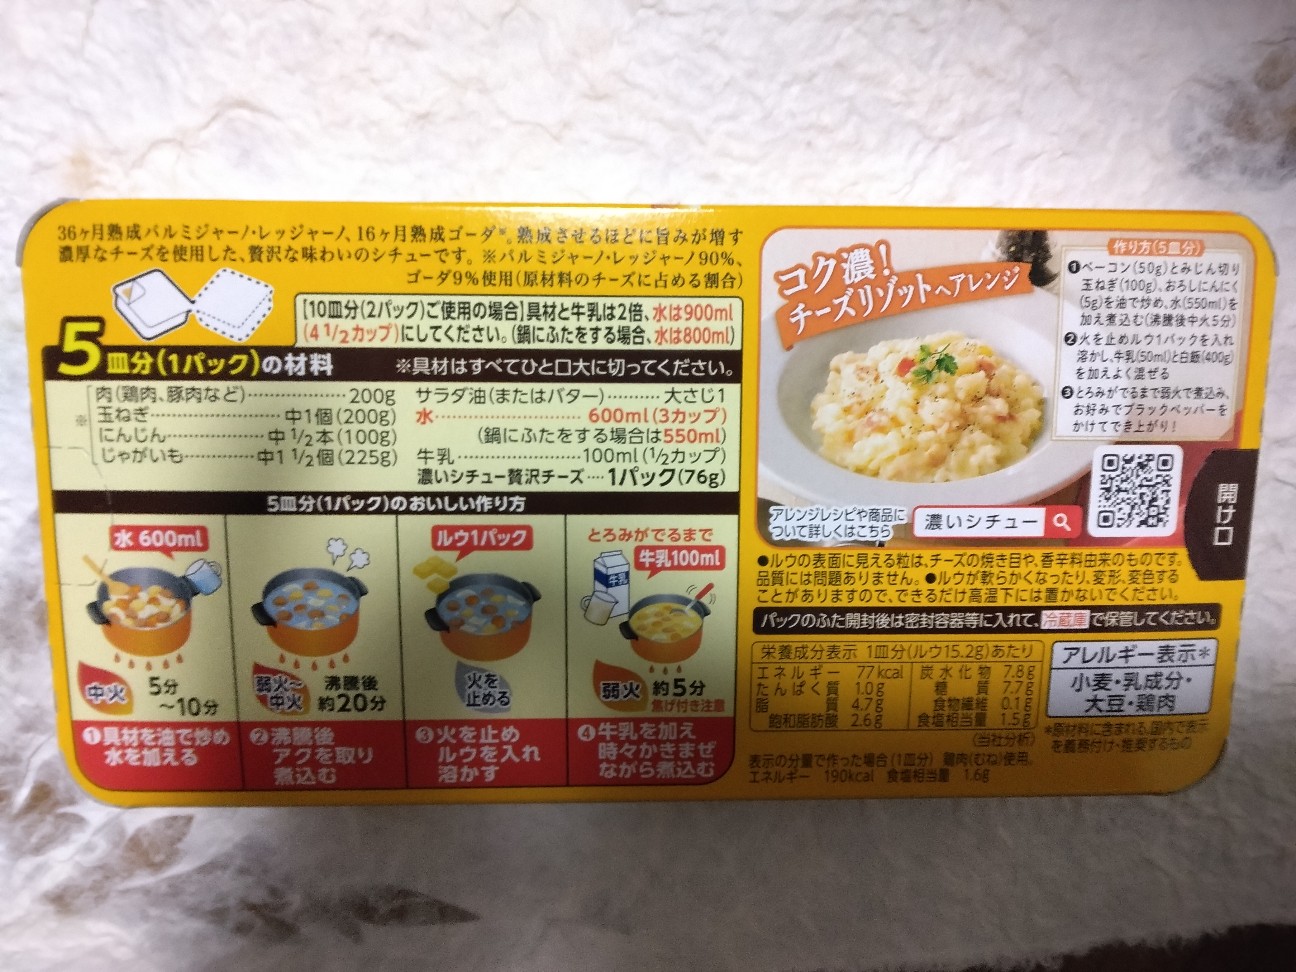 36ヶ月熟成パルミジャーノ・レッジャーノ、16ヶ月熟成ゴーダ※。熟成させるほどに旨みが増す
濃厚なチーズを使用した、贅沢な味わいのシチューです。※パルミジャーノ・レッジャーノ90%、
ゴーダ9%使用(原材料のチーズに占める割合)
【10皿分(2パック)ご使用の場合】具材と牛乳は2倍、水は900ml
(4 1/2カップ)にしてください。(鍋にふたをする場合、水は800ml)
5皿分(1パック)の材料
※具材はすべてひと口大に切ってください。
※
肉(鶏肉、豚肉など)…………200g
玉ねぎ………………中1個(200g)
にんじん……………中1/2本(100g)
じゃがいも…………中1 1/2個(225g)
サラダ油(またはバター)………大さじ1
水……………………600ml(3カップ)
(鍋にふたをする場合は550ml)
牛乳…………………100ml(1/2カップ)
濃いシチュー贅沢チーズ‥‥1パック(76g)
5皿分(1パック)のおいしい作り方
水 600ml
中火
5分
～10分
❶具材を油で炒め
水を加える
弱火～
中火
沸騰後
約20分
❷沸騰後
アクを取り
煮込む
ルウ1パック
火を
止める
❸火を止め
ルウを入れ
溶かす
とろみがでるまで
牛乳100ml
牛乳
弱火
約5分
焦げ付き注意
❹牛乳を加え
時々かきまぜ
ながら煮込む
コク濃!
チーズリゾットへアレンジ
作り方(5皿分)
❶ベーコン(50g)とみじん切り
玉ねぎ(100g)、おろしにんにく
(5g)を油で炒め、水(550ml)を
加え煮込む(沸騰後中火5分)
❷火を止めルウ1パックを入れ
溶かし、牛乳(50ml)と白飯(400g)
を加えよく混ぜる
❸とろみがでるまで弱火で煮込み、
お好みでブラックペッパーを
かけてでき上がり!
アレンジレシピや商品に
ついて詳しくはこちら
濃いシチュー
開け口
●ルウの表面に見える粒は、チーズの焼き目や、香辛料由来のものです。
品質には問題ありません。●ルウが軟らかくなったり、変形、変色する
ことがありますので、できるだけ高温下には置かないでください。
パックのふた開封後は密封容器等に入れて、冷蔵庫で保管してください。
栄養成分表示 1皿分(ルウ15.2g)あたり
エネルギー 77kcal
たんぱく質 1.0g
脂質 4.7g
飽和脂肪酸 2.6g
炭水化物 7.8g
糖質 7.7g
食物繊維 0.1g
食塩相当量 1.5g
(当社分析)
表示の分量で作った場合(1皿分) 鶏肉(むね)使用。
エネルギー 190kcal 食塩相当量 1.6g
アレルギー表示＊
小麦・乳成分・
大豆・鶏肉
＊原材料に含まれる、国内で表示
を義務付け・推奨するもの